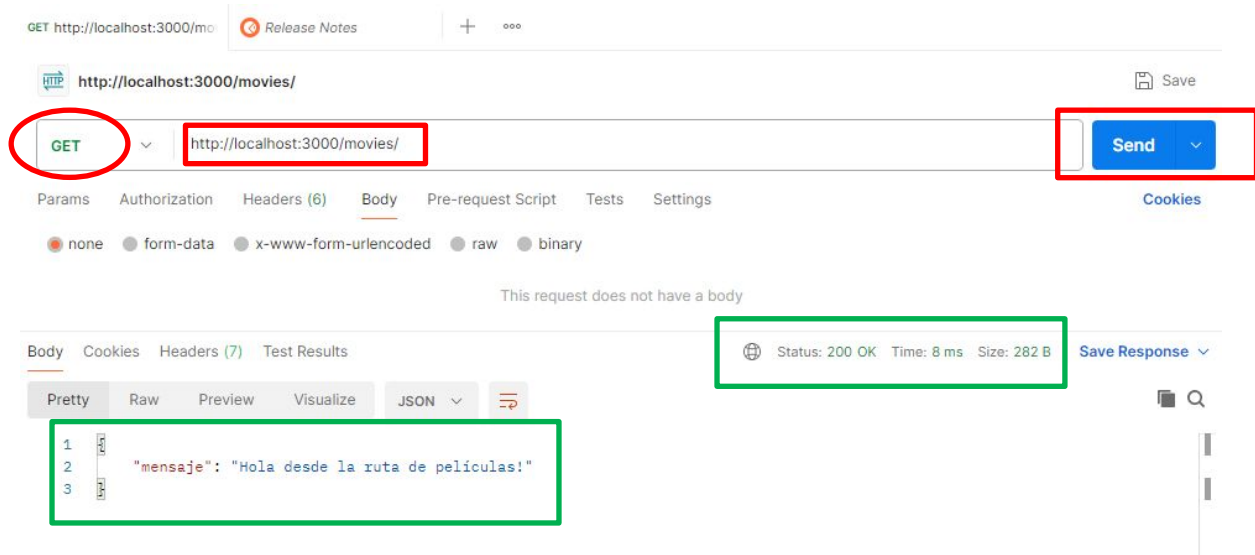 GET http://localhost:3000/mo Release Notes
HTTP http://localhost:3000/movies/ Save
GET http://localhost:3000/movies/ Send
Params Authorization Headers (6) Body Pre-request Script Tests Settings Cookies
none form-data x-www-form-urlencoded raw binary
This request does not have a body
Body Cookies Headers (7) Test Results Status: 200 OK Time: 8 ms Size: 282 B Save Response
Pretty Raw Preview Visualize JSON
1 {
2 "mensaje": "Hola desde la ruta de películas!"
3 }